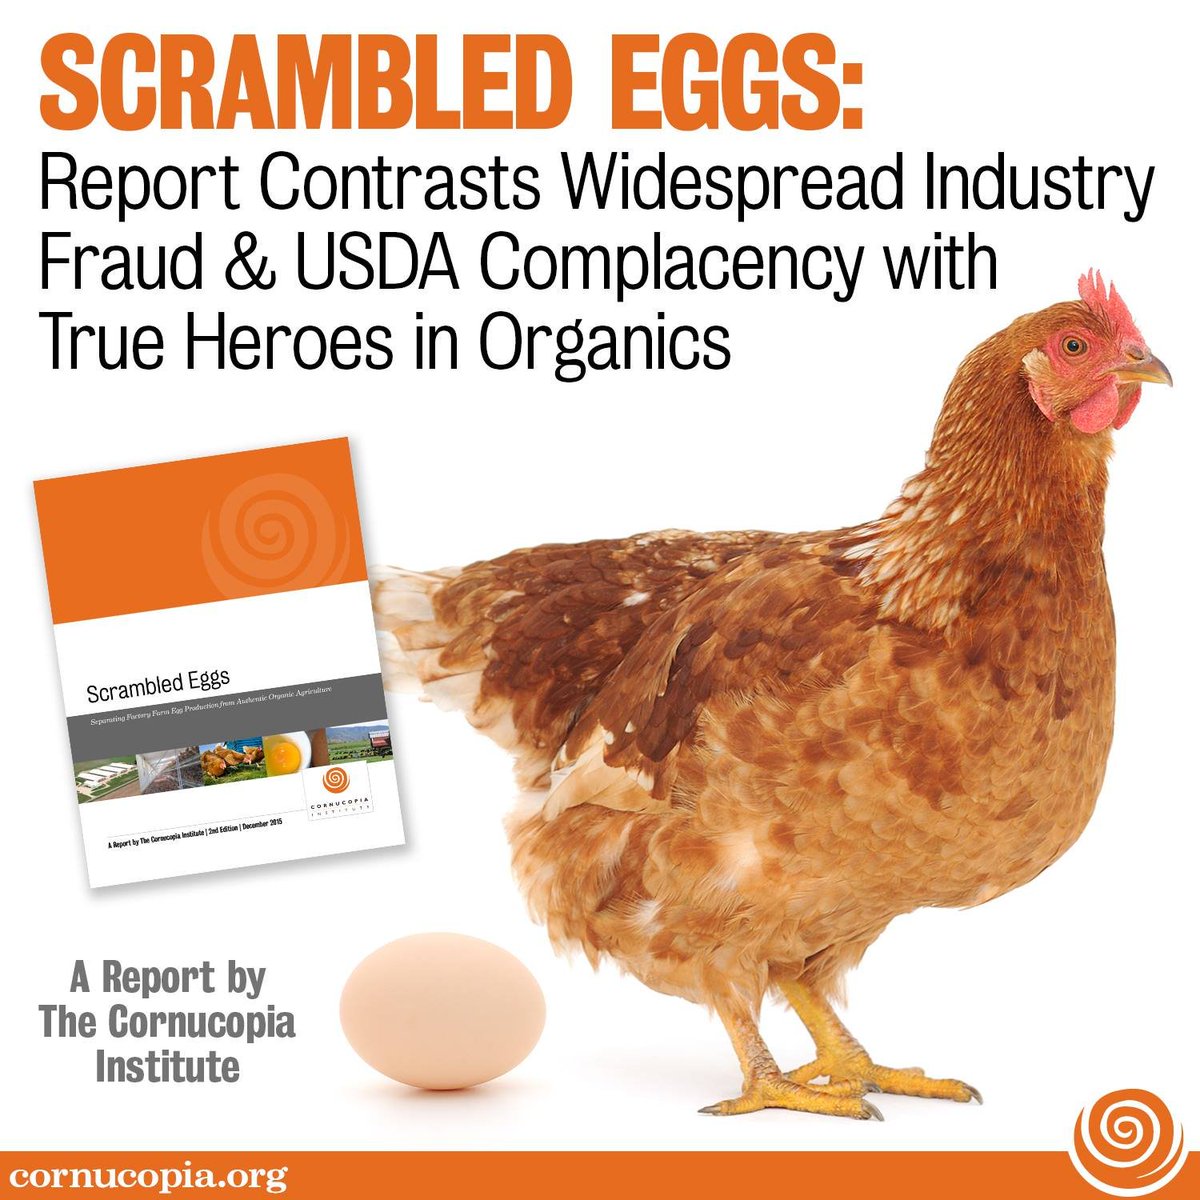 SCRAMBLED EGGS:
Report Contrasts Widespread Industry
Fraud & USDA Complacency with
True Heroes in Organics
Scrambled Eggs
Separating Factory Farm Egg Production from Authentic Organic Agriculture
CORNUCOPIA
INSTITUTE
A Report by The Cornucopia Institute | 2nd Edition | December 2015
A Report by
The Cornucopia
Institute
cornucopia.org